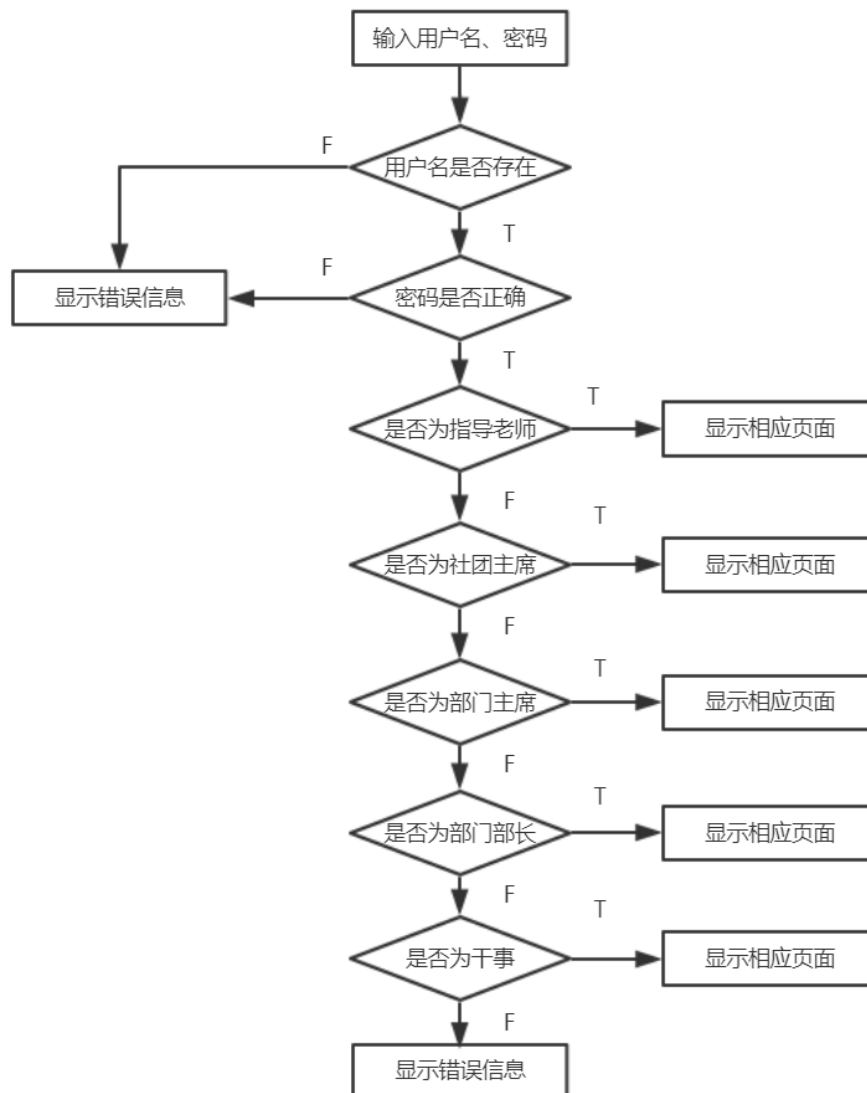 输入用户名、密码
F
用户名是否存在
T
F
显示错误信息
密码是否正确
T
T
是否为指导老师
显示相应页面
F
T
是否为社团主席
显示相应页面
F
T
是否为部门主席
显示相应页面
F
T
是否为部门部长
显示相应页面
F
T
是否为干事
显示相应页面
F
显示错误信息